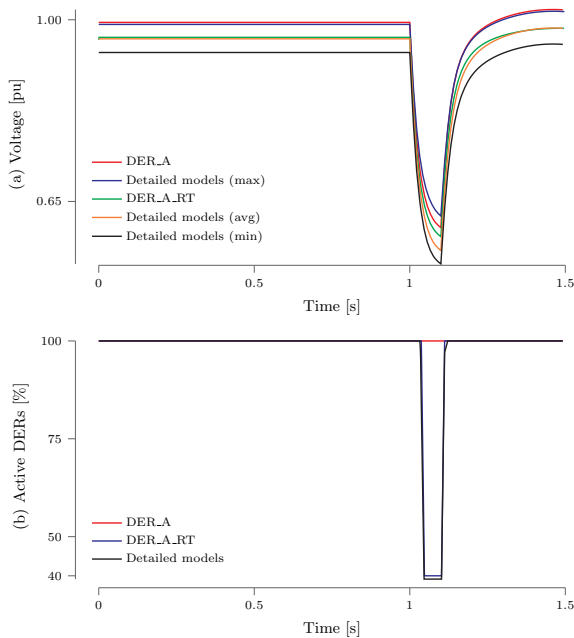 1.00
0.65
(a) Voltage [pu]
DER_A
Detailed models (max)
DER_A_RT
Detailed models (avg)
Detailed models (min)
0 0.5 1 1.5
Time [s]
100
75
50
40
(b) Active DERs [%]
DER_A
DER_A_RT
Detailed models
0 0.5 1 1.5
Time [s]